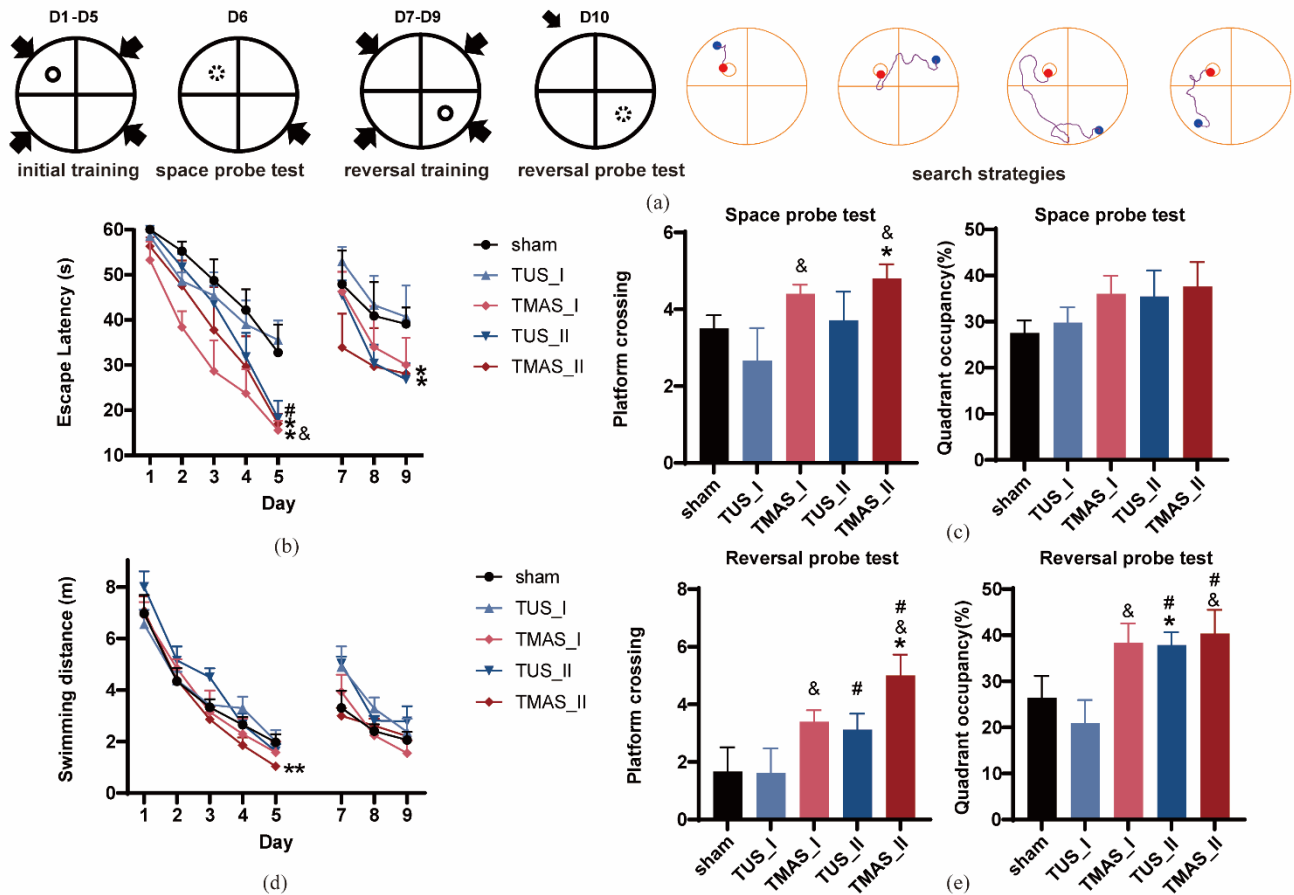 D1-D5 D6 D7-D9 D10
initial training space probe test reversal training reversal probe test search strategies
(a)
Escape Latency (s)
60
50
40
30
20
10
1 2 3 4 5 7 8 9
Day
sham
TUS_I
TMAS_I
TUS_II
TMAS_II
#
*
*&
*
*
(b)
Space probe test
Platform crossing
6
4
2
0
&
&
*
sham TUS_I TMAS_I TUS_II TMAS_II
Space probe test
Quadrant occupancy(%)
50
40
30
20
10
0
sham TUS_I TMAS_I TUS_II TMAS_II
(c)
Swimming distance (m)
8
6
4
2
0
1 2 3 4 5 7 8 9
Day
sham
TUS_I
TMAS_I
TUS_II
TMAS_II
**
(d)
Reversal probe test
Platform crossing
8
6
4
2
0
&
#
#
&
*
sham TUS_I TMAS_I TUS_II TMAS_II
Reversal probe test
Quadrant occupancy(%)
50
40
30
20
10
0
&
#
*
#
&
sham TUS_I TMAS_I TUS_II TMAS_II
(e)